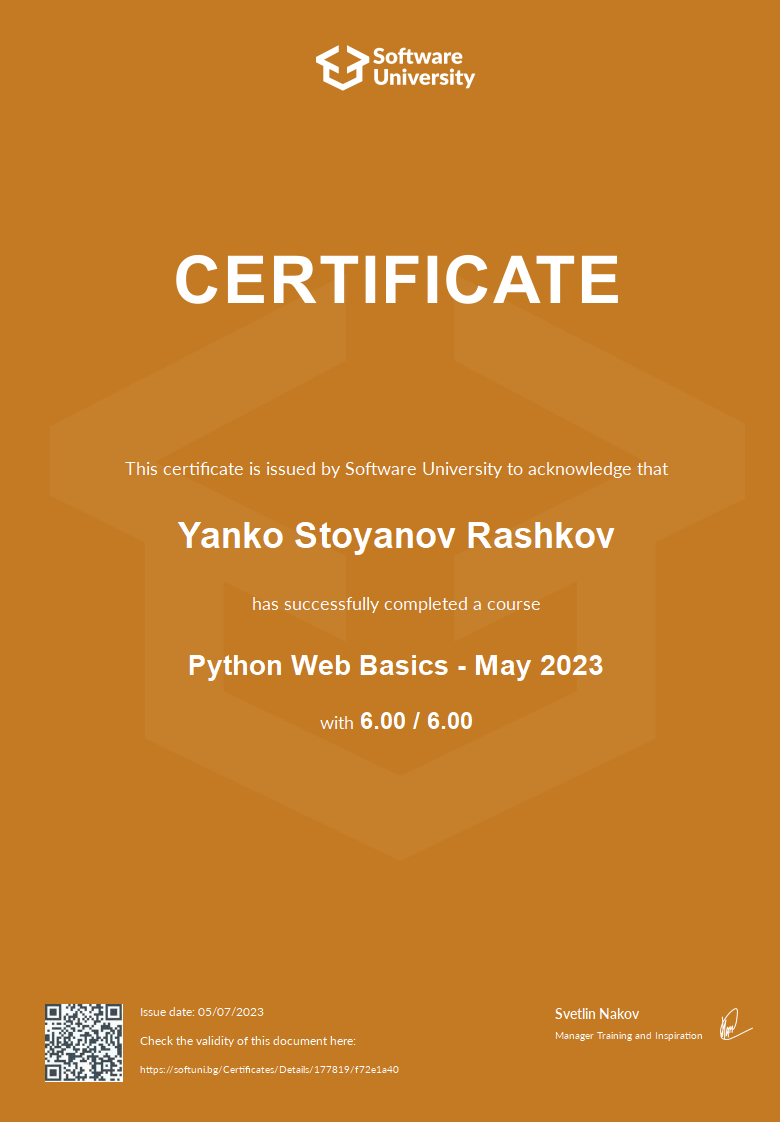 Software
University
CERTIFICATE
This certificate is issued by Software University to acknowledge that
Yanko Stoyanov Rashkov
has successfully completed a course
Python Web Basics - May 2023
with 6.00 / 6.00
Issue date: 05/07/2023
Check the validity of this document here:
https://softuni.bg/Certificates/Details/177819/f72e1a40
Svetlin Nakov
Manager Training and Inspiration